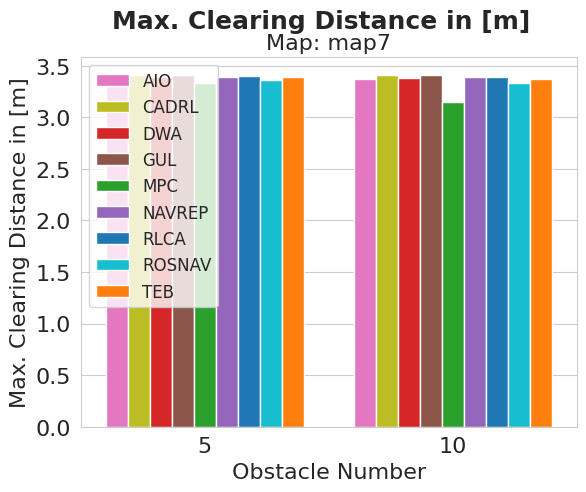 Max. Clearing Distance in [m]
Map: map7
Max. Clearing Distance in [m]
3.5
3.0
2.5
2.0
1.5
1.0
0.5
0.0
AIO
CADRL
DWA
GUL
MPC
NAVREP
RLCA
ROSNAV
TEB
5
10
Obstacle Number